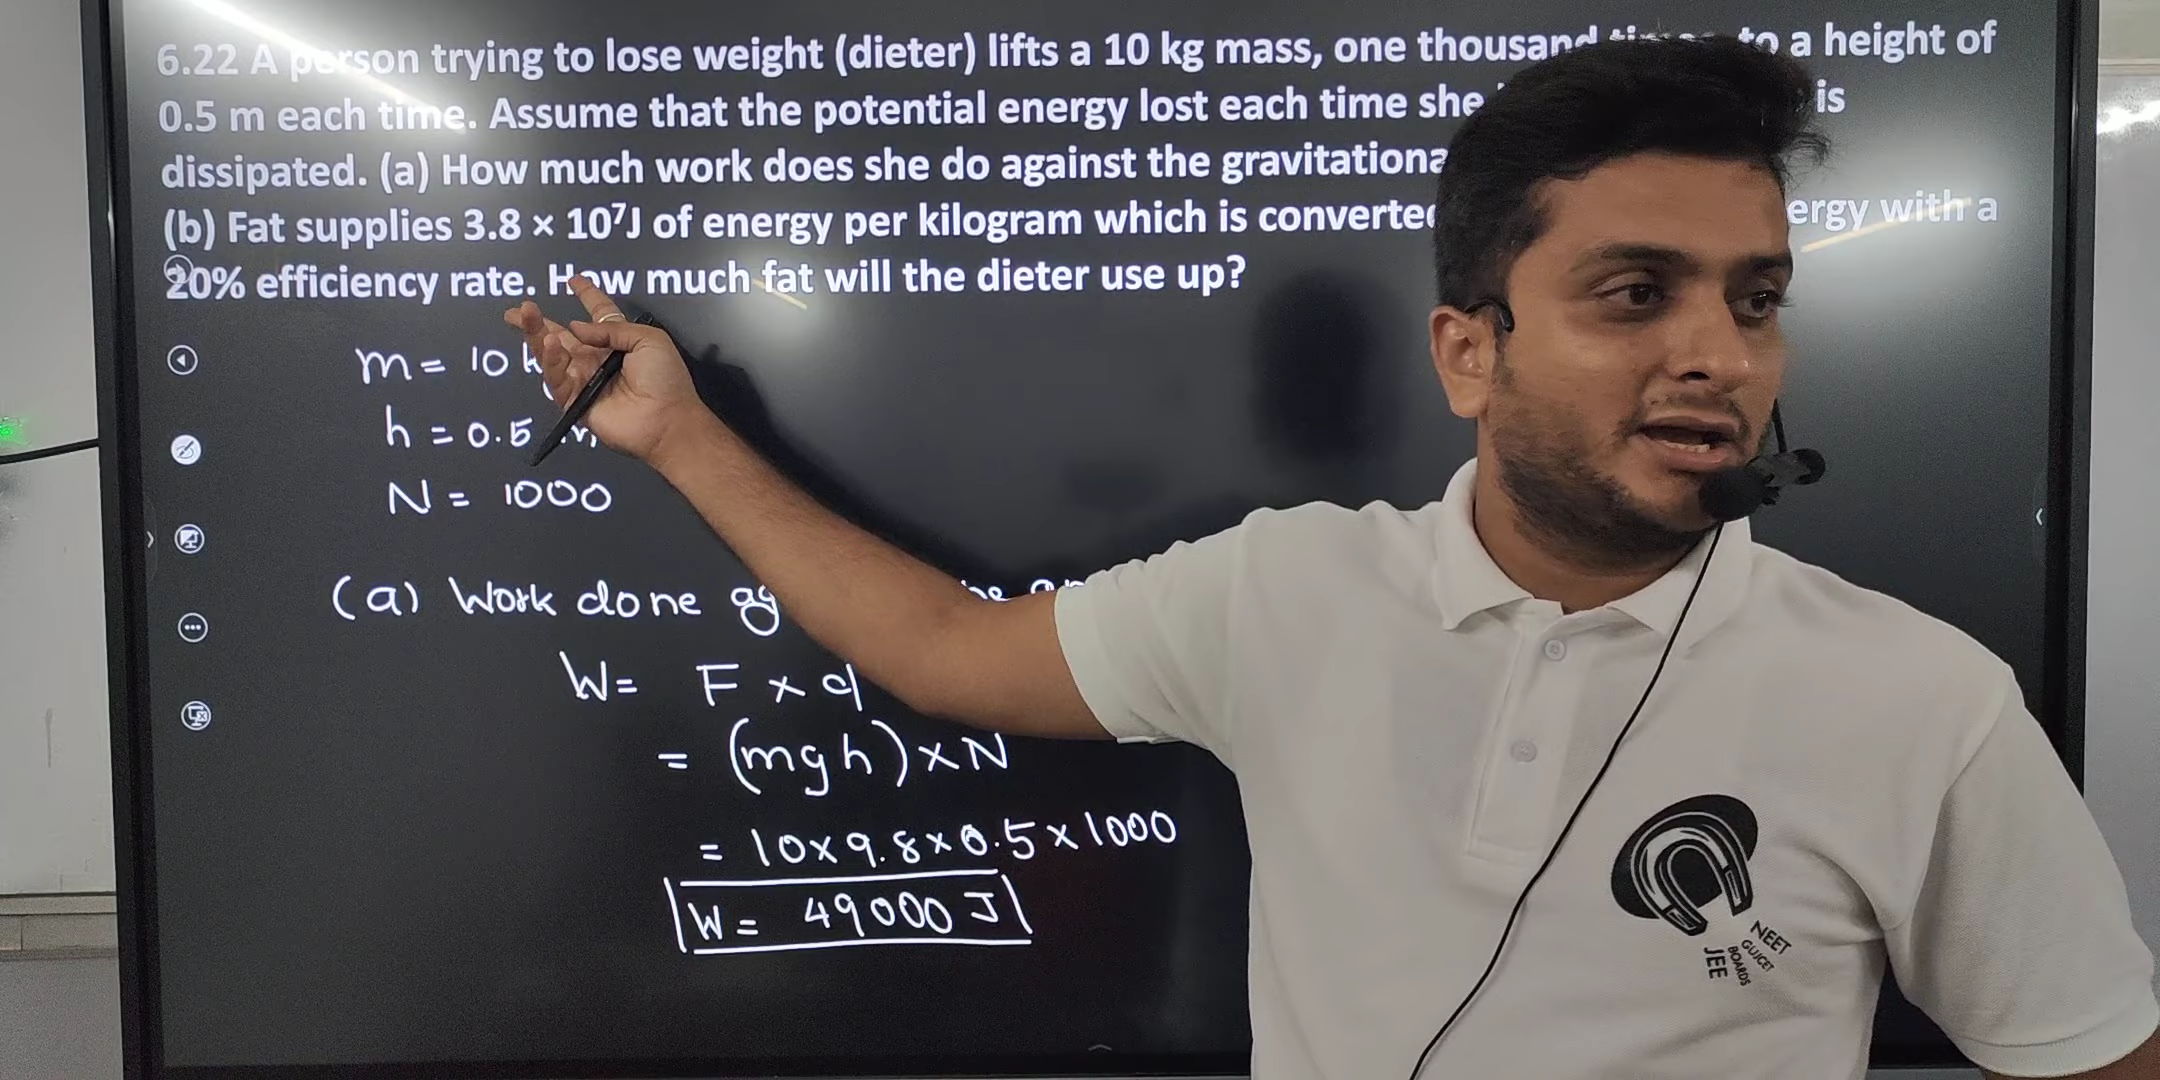 6.22 A person trying to lose weight (dieter) lifts a 10 kg mass, one thousand to a height of
0.5 m each time. Assume that the potential energy lost each time she is
dissipated. (a) How much work does she do against the
(b) Fat supplies 3.8 × 10⁷J of energy per kilogram which is with a
20% efficiency rate. How much fat will the dieter use up?
m = 10
h = 0.5 m
N = 1000
(a) Work done
W = F × d
= (mgh) × N
= 10 × 9.8 × 0.5 × 1000
W = 49000 J
NEET
GUJCET
BOARDS
JEE